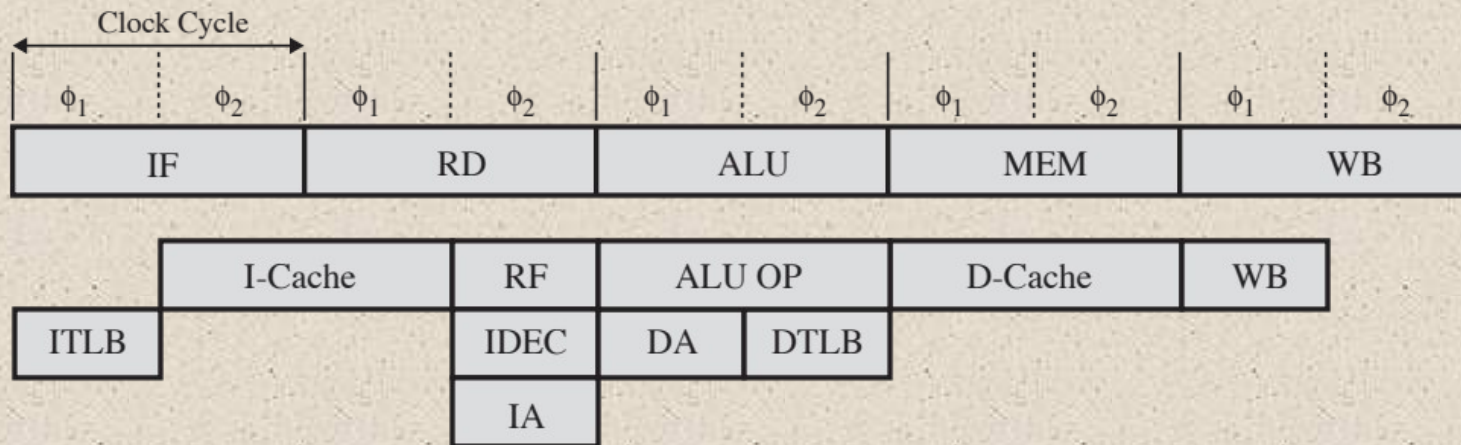 Clock Cycle
ϕ1 ϕ2 ϕ1 ϕ2 ϕ1 ϕ2 ϕ1 ϕ2 ϕ1 ϕ2
IF RD ALU MEM WB
I-Cache RF ALU OP D-Cache WB
ITLB IDEC DA DTLB
IA